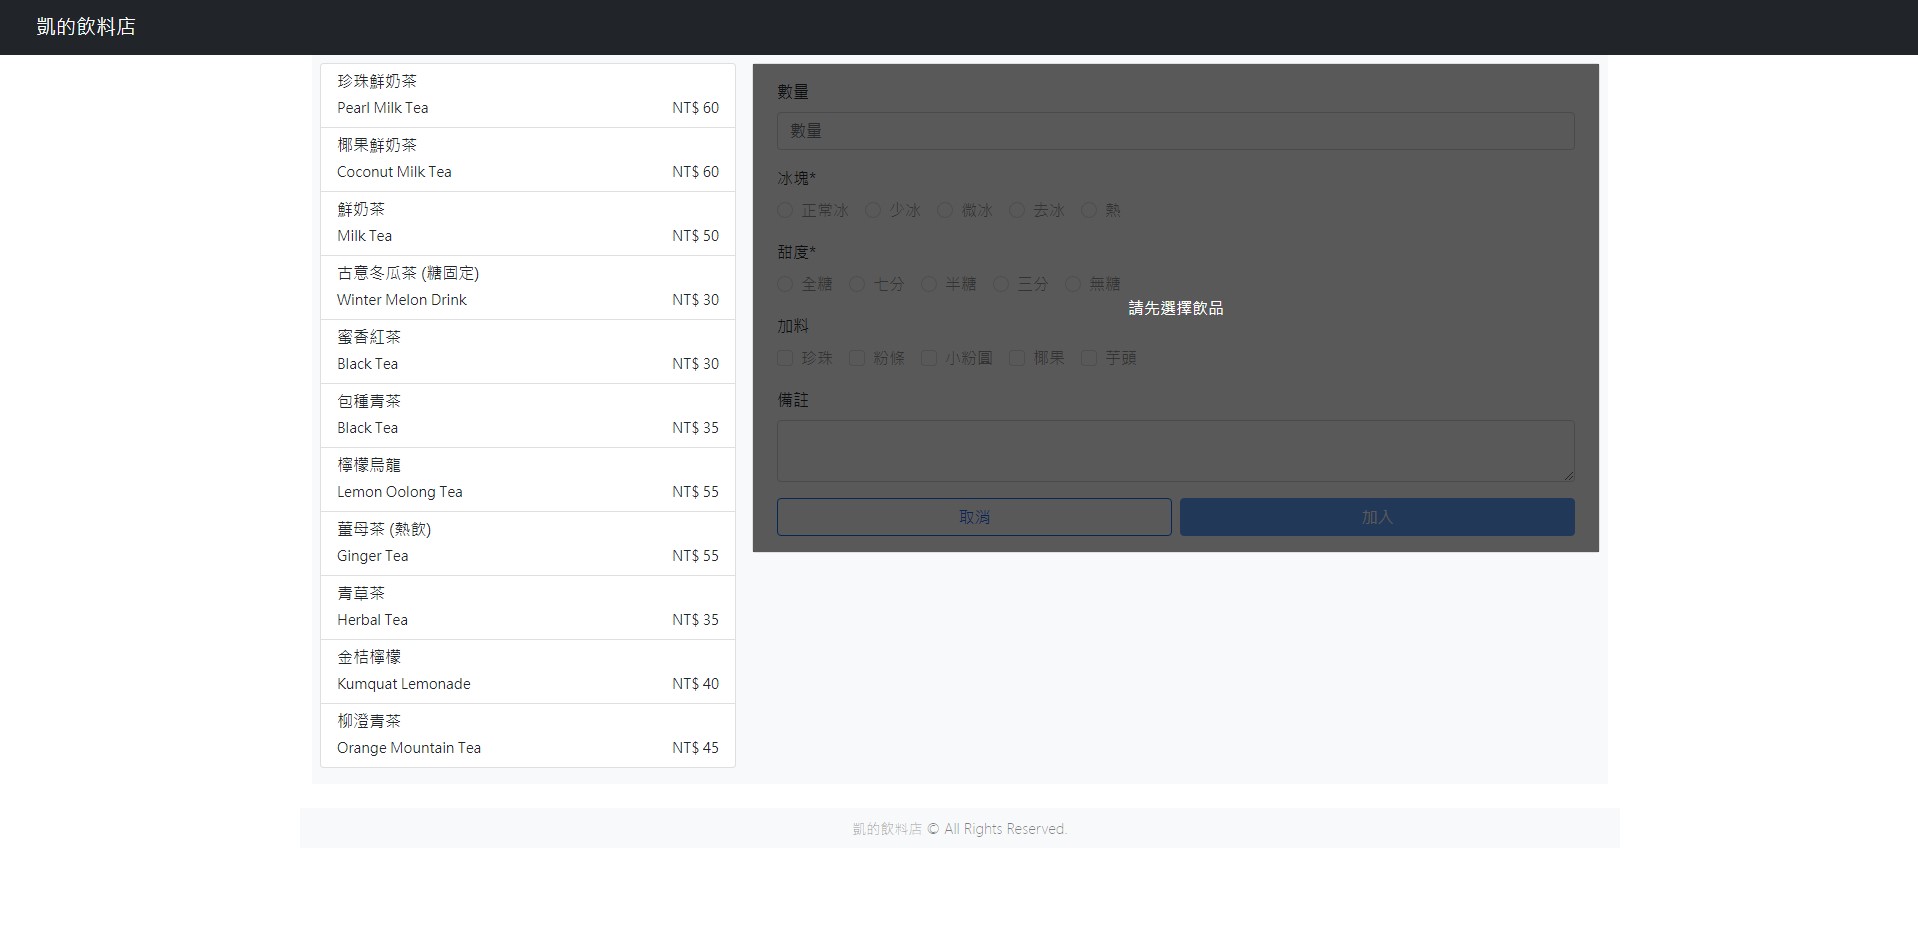 凱的飲料店
珍珠鮮奶茶
Pearl Milk Tea NT$ 60
椰果鮮奶茶
Coconut Milk Tea NT$ 60
鮮奶茶
Milk Tea NT$ 50
古意冬瓜茶 (糖固定)
Winter Melon Drink NT$ 30
蜜香紅茶
Black Tea NT$ 30
包種青茶
Black Tea NT$ 35
檸檬烏龍
Lemon Oolong Tea NT$ 55
薑母茶 (熱飲)
Ginger Tea NT$ 55
青草茶
Herbal Tea NT$ 35
金桔檸檬
Kumquat Lemonade NT$ 40
柳澄青茶
Orange Mountain Tea NT$ 45
數量
數量
冰塊*
正常冰 少冰 微冰 去冰 熱
甜度*
全糖 七分 半糖 三分 無糖
請先選擇飲品
加料
珍珠 粉條 小粉圓 椰果 芋頭
備註
取消 加入
凱的飲料店 © All Rights Reserved.